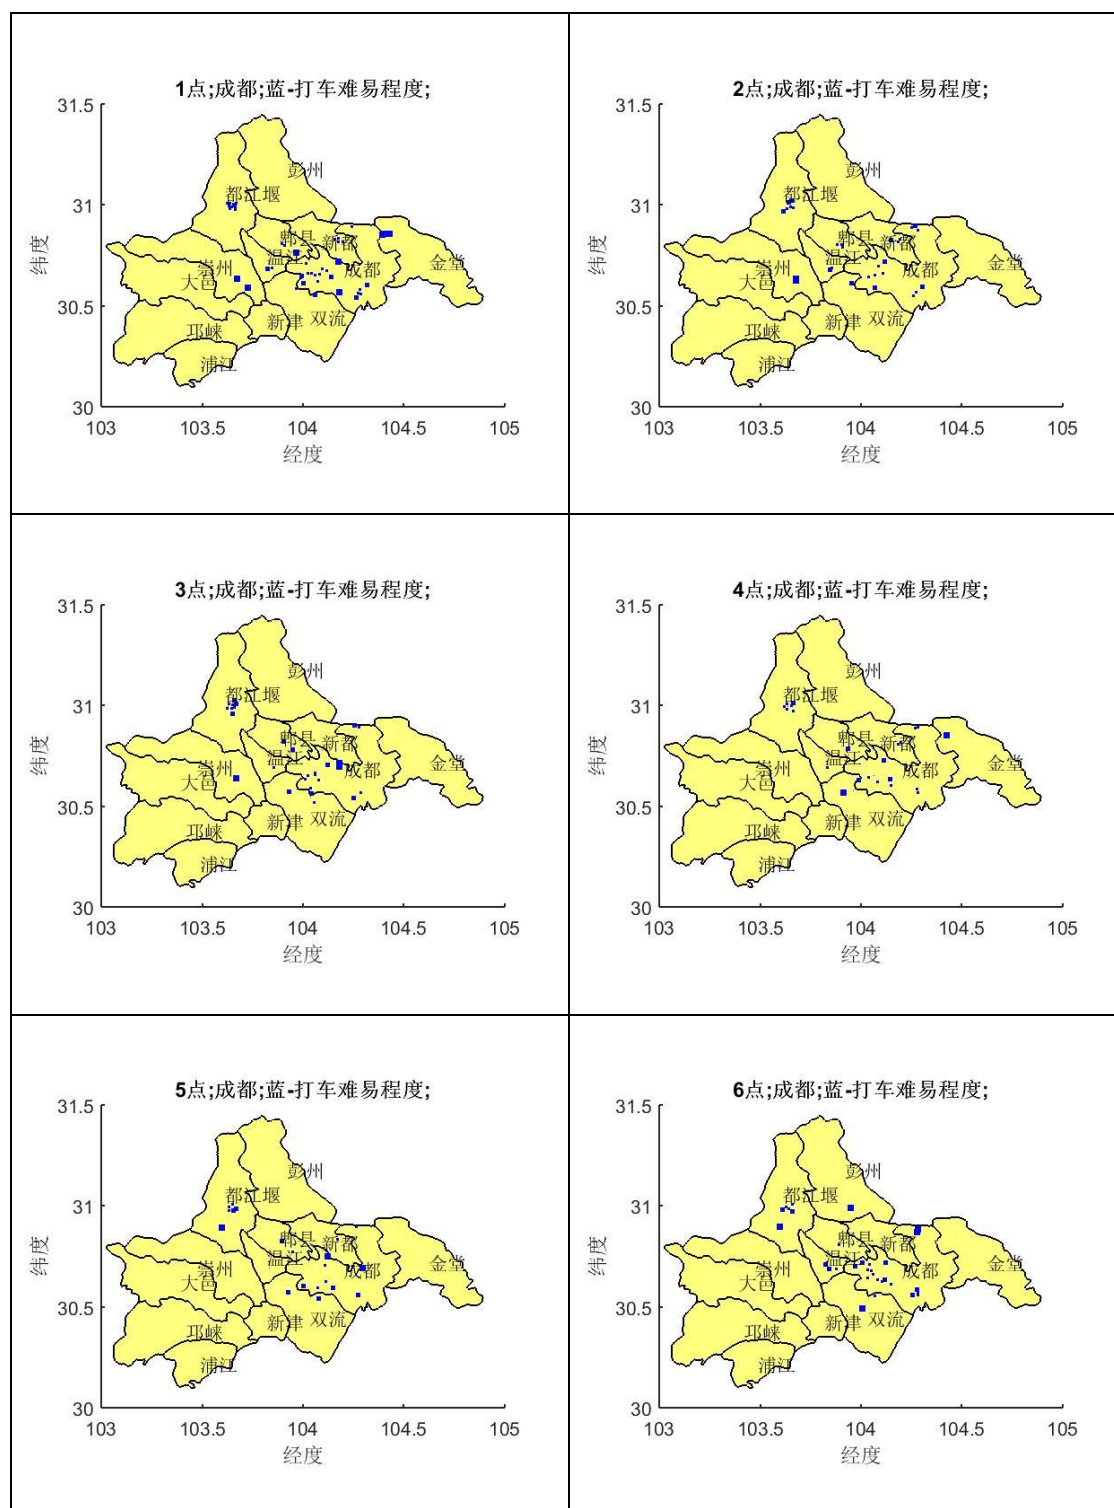 1点;成都;蓝-打车难易程度;
31.5
31
30.5
30
纬度
彭州
都江堰
郫县
新都
温江
崇州
大邑
成都
金堂
双流
新津
邛崃
浦江
103
103.5
104
104.5
105
经度
2点;成都;蓝-打车难易程度;
31.5
31
30.5
30
纬度
彭州
都江堰
郫县
新都
温江
崇州
大邑
成都
金堂
双流
新津
邛崃
浦江
103
103.5
104
104.5
105
经度
3点;成都;蓝-打车难易程度;
31.5
31
30.5
30
纬度
彭州
都江堰
郫县
新都
温江
崇州
大邑
成都
金堂
双流
新津
邛崃
浦江
103
103.5
104
104.5
105
经度
4点;成都;蓝-打车难易程度;
31.5
31
30.5
30
纬度
彭州
都江堰
郫县
新都
温江
崇州
大邑
成都
金堂
双流
新津
邛崃
浦江
103
103.5
104
104.5
105
经度
5点;成都;蓝-打车难易程度;
31.5
31
30.5
30
纬度
彭州
都江堰
郫县
新都
温江
崇州
大邑
成都
金堂
双流
新津
邛崃
浦江
103
103.5
104
104.5
105
经度
6点;成都;蓝-打车难易程度;
31.5
31
30.5
30
纬度
彭州
都江堰
郫县
新都
温江
崇州
大邑
成都
金堂
双流
新津
邛崃
浦江
103
103.5
104
104.5
105
经度